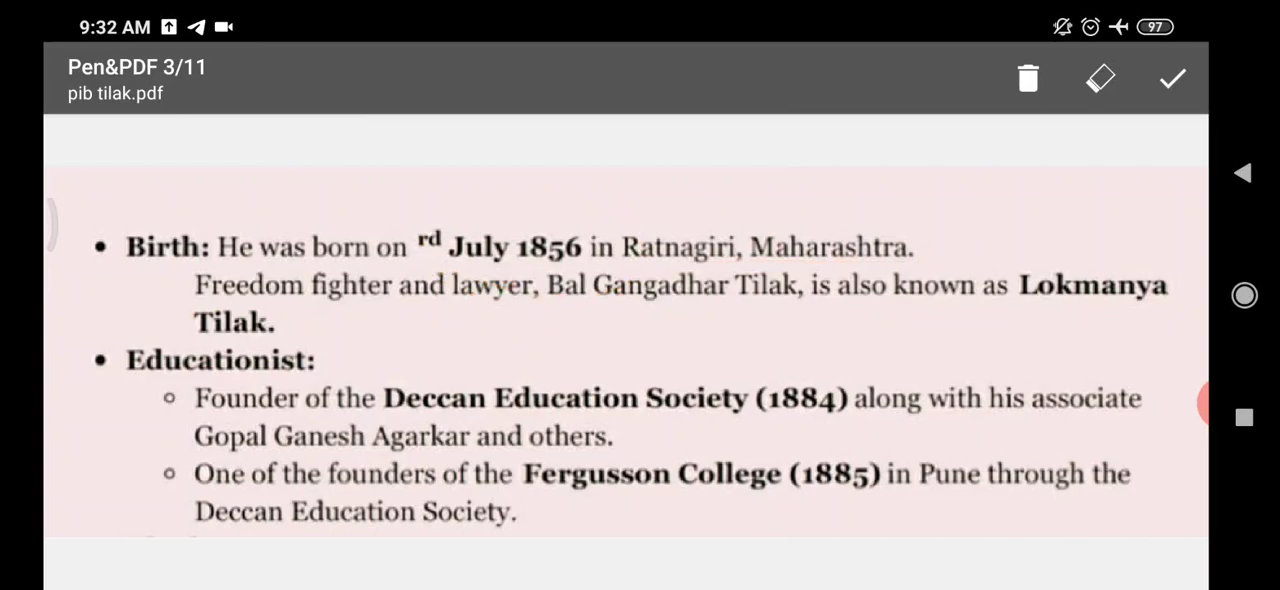 9:32 AM 97
Pen&PDF 3/11
pib tilak.pdf
• Birth: He was born on rd July 1856 in Ratnagiri, Maharashtra.
Freedom fighter and lawyer, Bal Gangadhar Tilak, is also known as Lokmanya
Tilak.
• Educationist:
○ Founder of the Deccan Education Society (1884) along with his associate
Gopal Ganesh Agarkar and others.
○ One of the founders of the Fergusson College (1885) in Pune through the
Deccan Education Society.